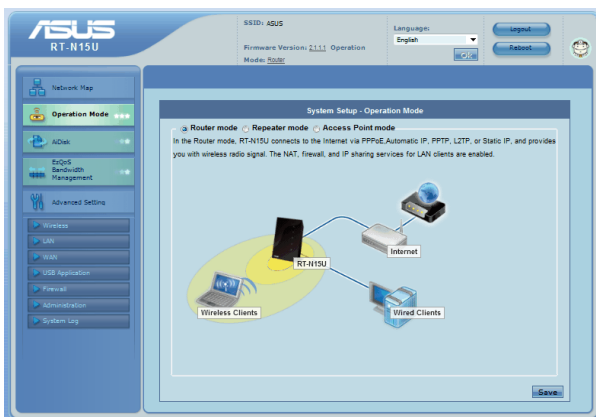 ASUS
RT-N15U
SSID: ASUS
Firmware Version: 2.1.1.1 Operation
Mode: Router
Language:
English
Logout
Reboot
Network Map
Operation Mode
AiDisk
EzQoS
Bandwidth
Management
Advanced Setting
Wireless
LAN
WAN
USB Application
Firewall
Administration
System Log
System Setup - Operation Mode
Router mode Repeater mode Access Point mode
In the Router mode, RT-N15U connects to the Internet via PPPoE,Automatic IP, PPTP, L2TP, or Static IP, and provides
you with wireless radio signal. The NAT, firewall, and IP sharing services for LAN clients are enabled.
Internet
RT-N15U
Wireless Clients
Wired Clients
Save